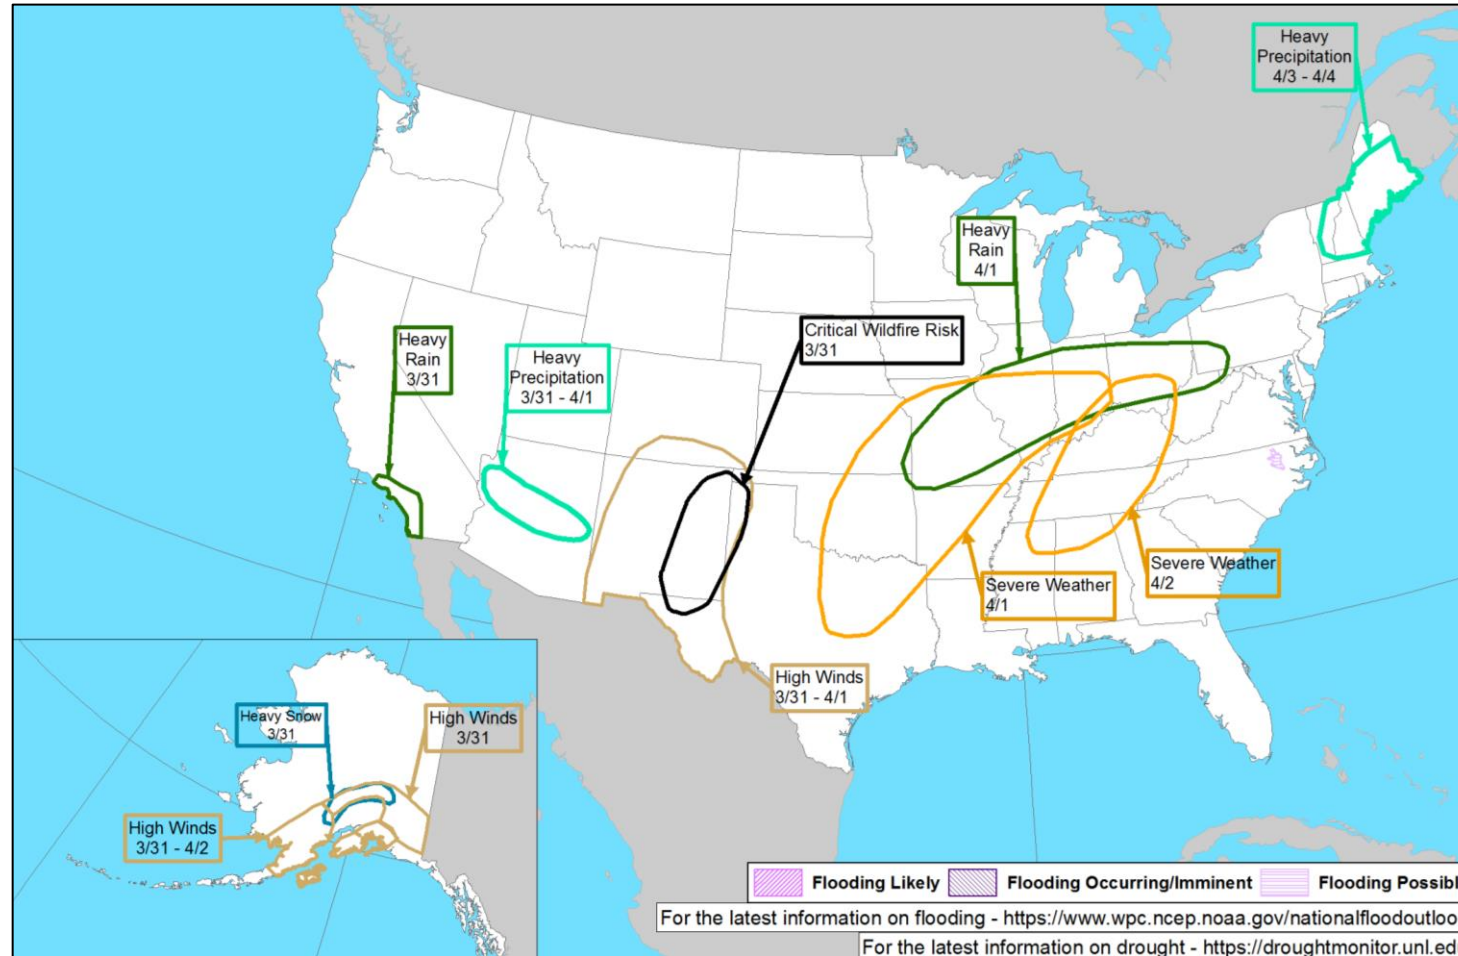 Heavy
Precipitation
4/3 - 4/4
Heavy
Rain
4/1
Critical Wildfire Risk
3/31
Heavy
Rain
3/31
Heavy
Precipitation
3/31 - 4/1
Severe Weather
4/2
Severe Weather
4/1
High Winds
3/31 - 4/1
Heavy Snow
3/31
High Winds
3/31
High Winds
3/31 - 4/2
Flooding Likely Flooding Occurring/Imminent Flooding Possibl
For the latest information on flooding - https://www.wpc.ncep.noaa.gov/nationalfloodoutloo
For the latest information on drought - https://droughtmonitor.unl.edu